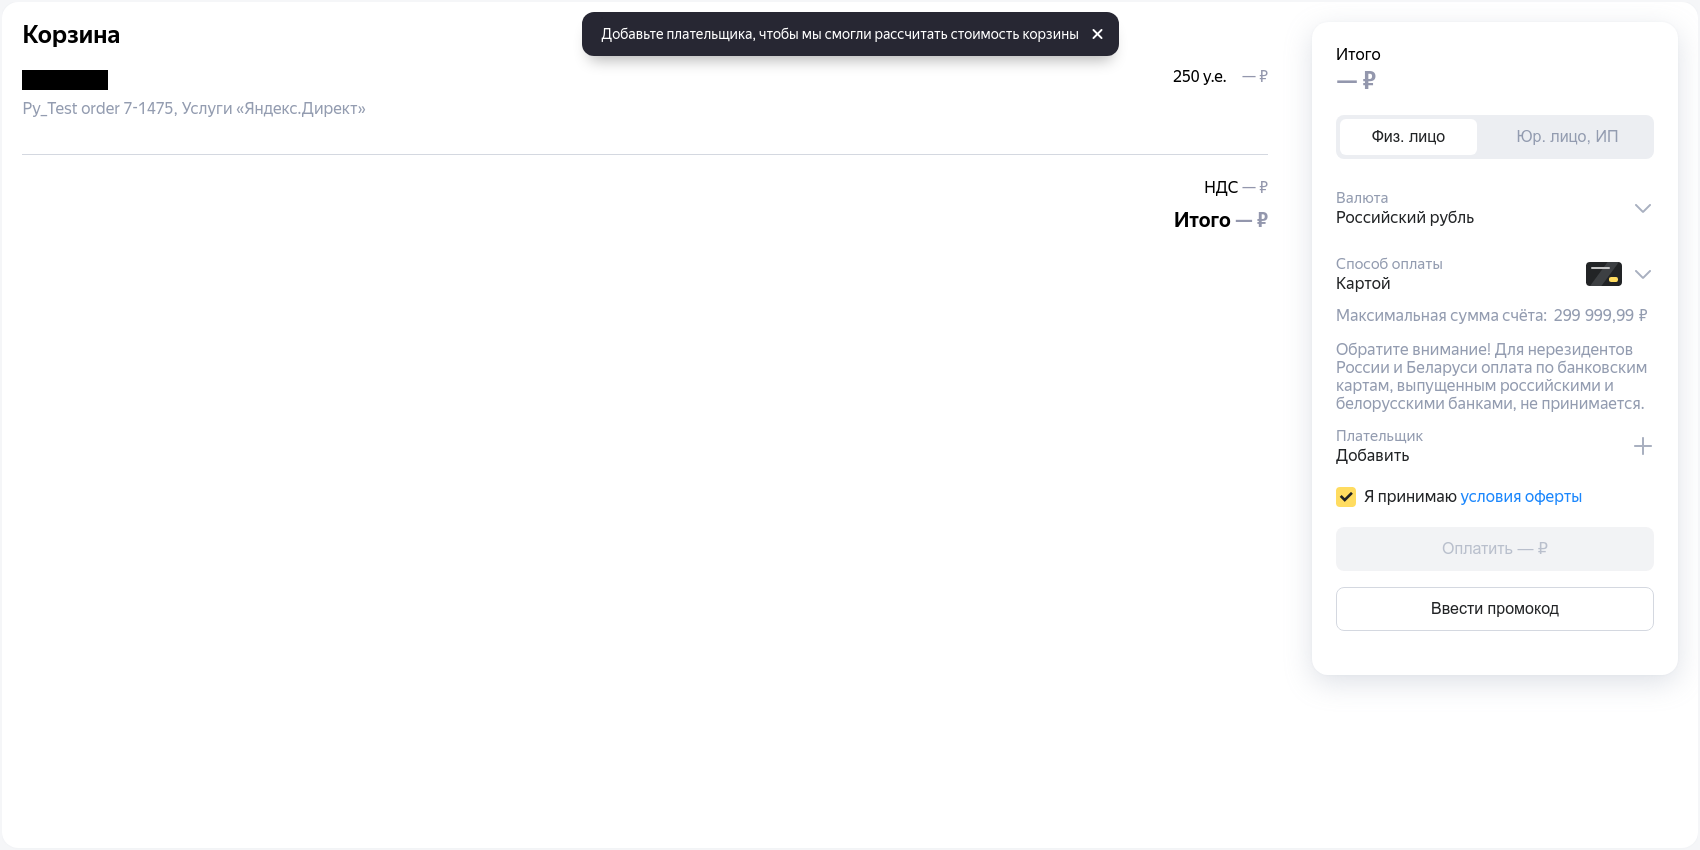 Корзина
Добавьте плательщика, чтобы мы смогли рассчитать стоимость корзины
250 у.е. — ₽
Py_Test order 7-1475, Услуги «Яндекс.Директ»
НДС — ₽
Итого — ₽
Итого
— ₽
Физ. лицо
Юр. лицо, ИП
Валюта
Российский рубль
Способ оплаты
Картой
Максимальная сумма счёта: 299 999,99 ₽
Обратите внимание! Для нерезидентов
России и Беларуси оплата по банковским
картам, выпущенным российскими и
белорусскими банками, не принимается.
Плательщик
Добавить
Я принимаю условия оферты
Оплатить — ₽
Ввести промокод